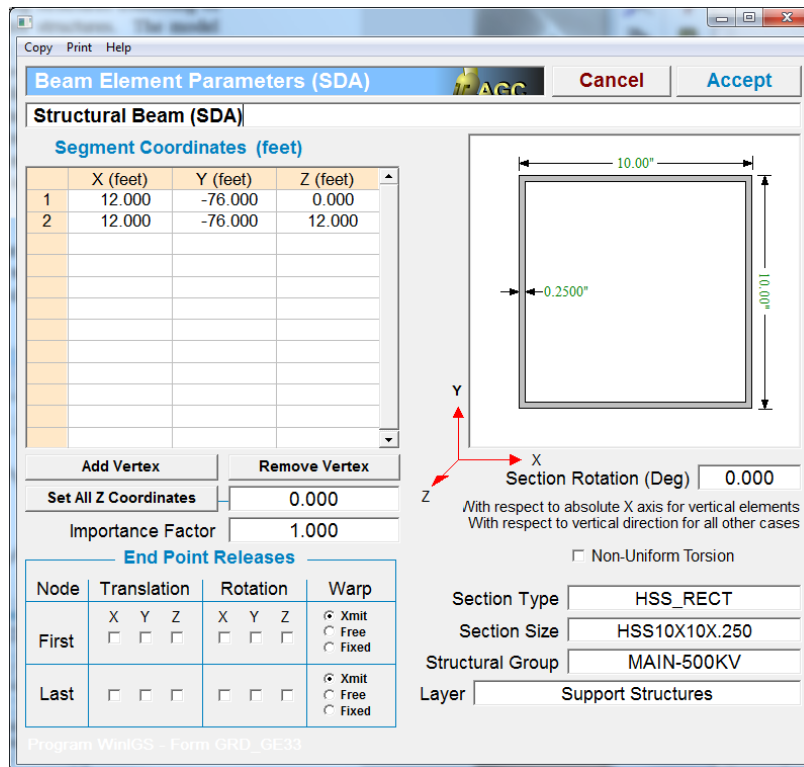 structures. The model
Copy Print Help
Beam Element Parameters (SDA)
AGC
Cancel
Accept
Structural Beam (SDA)
Segment Coordinates (feet)
X (feet) Y (feet) Z (feet)
1 12.000 -76.000 0.000
2 12.000 -76.000 12.000
10.00"
0.2500"
10.00"
Y
X
Z
Add Vertex
Remove Vertex
Set All Z Coordinates 0.000
Importance Factor 1.000
Section Rotation (Deg) 0.000
With respect to absolute X axis for vertical elements
With respect to vertical direction for all other cases
Non-Uniform Torsion
End Point Releases
Node Translation Rotation Warp
X Y Z X Y Z
First
Xmit
Free
Fixed
Last
Xmit
Free
Fixed
Section Type HSS_RECT
Section Size HSS10X10X.250
Structural Group MAIN-500KV
Layer Support Structures
Program WinIGS - Form GRD_GE33